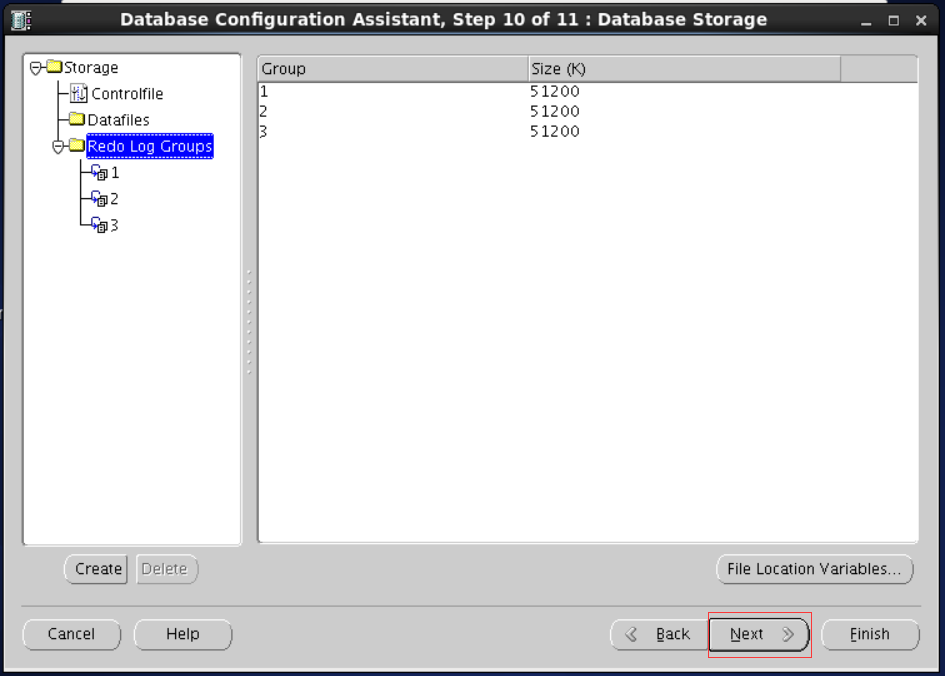 Database Configuration Assistant, Step 10 of 11 : Database Storage
Storage
Controlfile
Datafiles
Redo Log Groups
1
2
3
Group Size (K)
1 51200
2 51200
3 51200
Create Delete
File Location Variables...
Cancel Help Back Next Finish